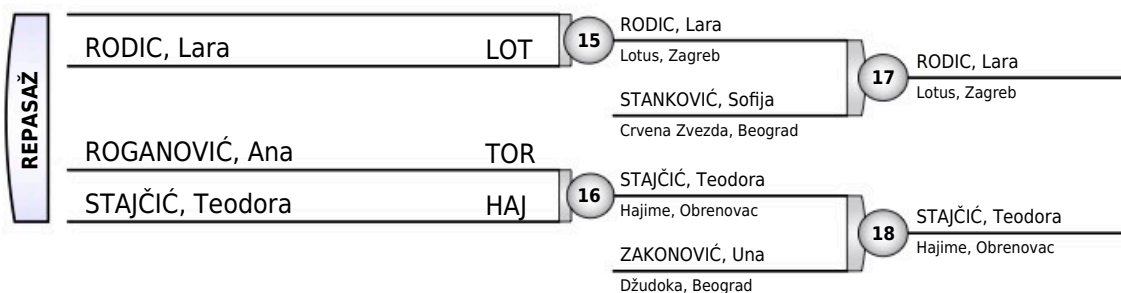 REPASAŽ
RODIC, Lara LOT
ROGANOVIĆ, Ana TOR
STAJČIĆ, Teodora HAJ
15
RODIC, Lara
Lotus, Zagreb
STANKOVIĆ, Sofija
Crvena Zvezda, Beograd
16
STAJČIĆ, Teodora
Hajime, Obrenovac
ZAKONOVIĆ, Una
Džudoka, Beograd
17
RODIC, Lara
Lotus, Zagreb
18
STAJČIĆ, Teodora
Hajime, Obrenovac